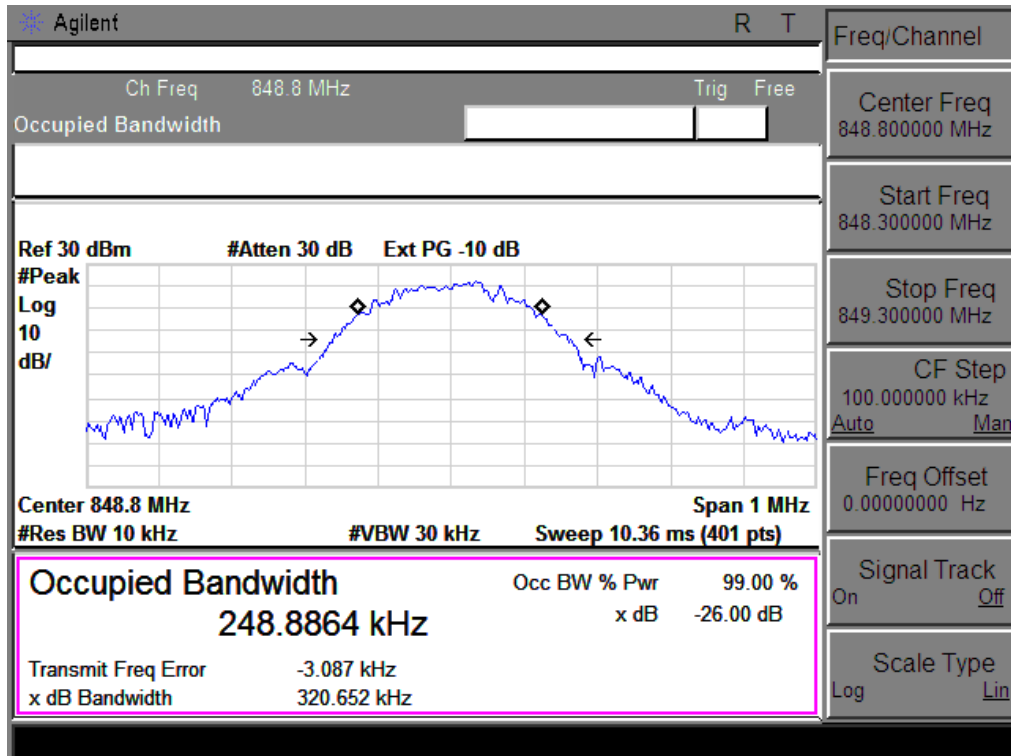 Agilent R T
Freq/Channel
Ch Freq 848.8 MHz Trig Free
Occupied Bandwidth
Center Freq
848.800000 MHz
Start Freq
848.300000 MHz
Ref 30 dBm #Atten 30 dB Ext PG -10 dB
#Peak
Log
10
dB/
Stop Freq
849.300000 MHz
CF Step
100.000000 kHz
Auto Man
Center 848.8 MHz Span 1 MHz
#Res BW 10 kHz #VBW 30 kHz Sweep 10.36 ms (401 pts)
Freq Offset
0.00000000 Hz
Occupied Bandwidth Occ BW % Pwr 99.00 %
248.8864 kHz x dB -26.00 dB
Transmit Freq Error -3.087 kHz
x dB Bandwidth 320.652 kHz
Signal Track
On Off
Scale Type
Log Lin